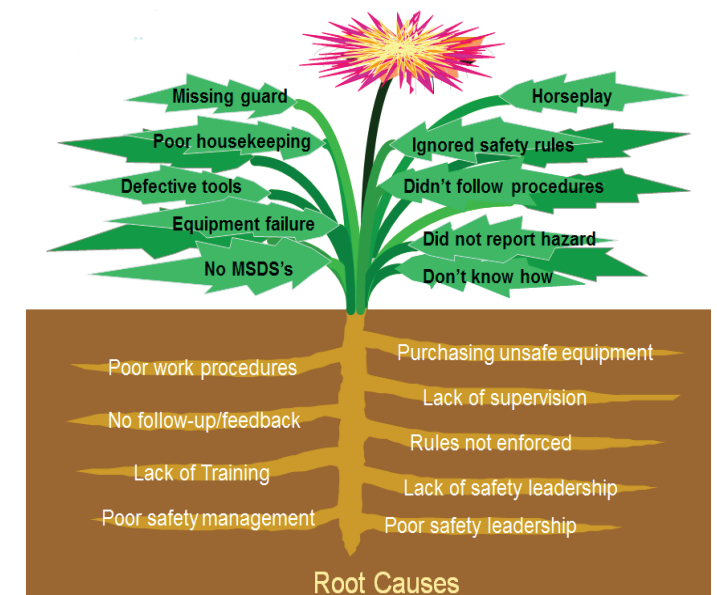 Missing guard
Poor housekeeping
Defective tools
Equipment failure
No MSDS's
Horseplay
Ignored safety rules
Didn't follow procedures
Did not report hazard
Don't know how
Poor work procedures
No follow-up/feedback
Lack of Training
Poor safety management
Purchasing unsafe equipment
Lack of supervision
Rules not enforced
Lack of safety leadership
Poor safety leadership
Root Causes